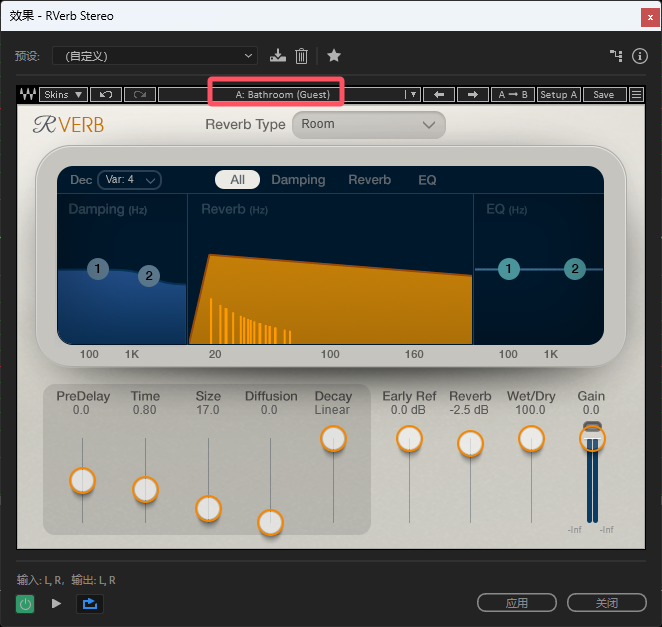 效果 - RVerb Stereo
x
预设: (自定义)
Skins A: Bathroom (Guest) A → B Setup A Save
RVERB Reverb Type Room
Dec Var: 4 All Damping Reverb EQ
Damping (Hz) Reverb (Hz) EQ (Hz)
1 2 1 2
100 1K 20 100 160 100 1K
PreDelay Time Size Diffusion Decay Early Ref Reverb Wet/Dry Gain
0.0 0.80 17.0 0.0 Linear 0.0 dB -2.5 dB 100.0 0.0
-Inf -Inf
输入: L, R, 输出: L, R
应用 关闭